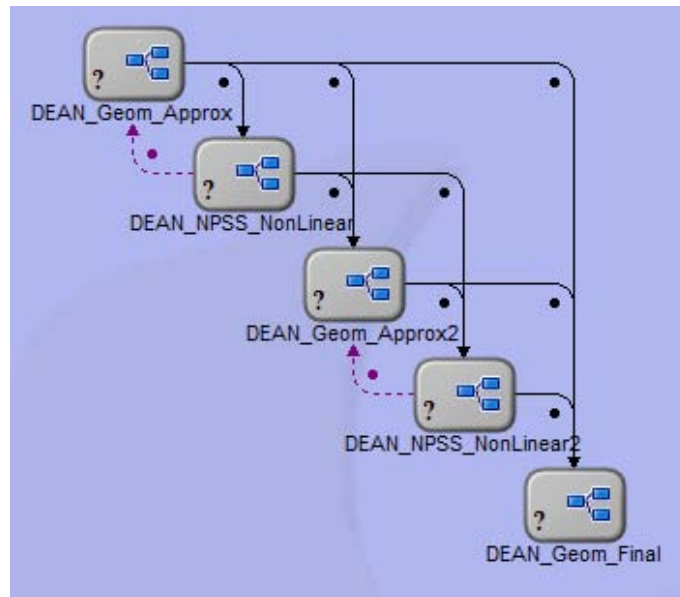 ?
DEAN_Geom_Approx
?
DEAN_NPSS_NonLinear
?
DEAN_Geom_Approx2
?
DEAN_NPSS_NonLinear2
?
DEAN_Geom_Final